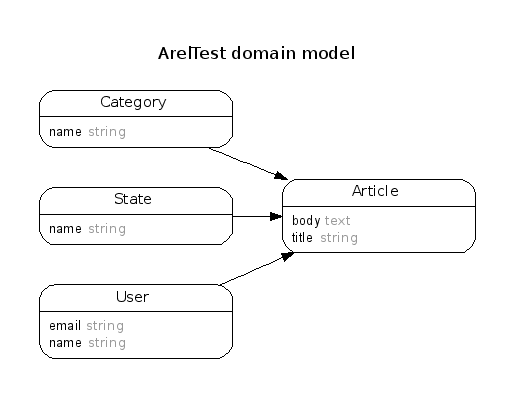 ArelTest domain model
Category
name string
State
name string
User
email string
name string
Article
body text
title string